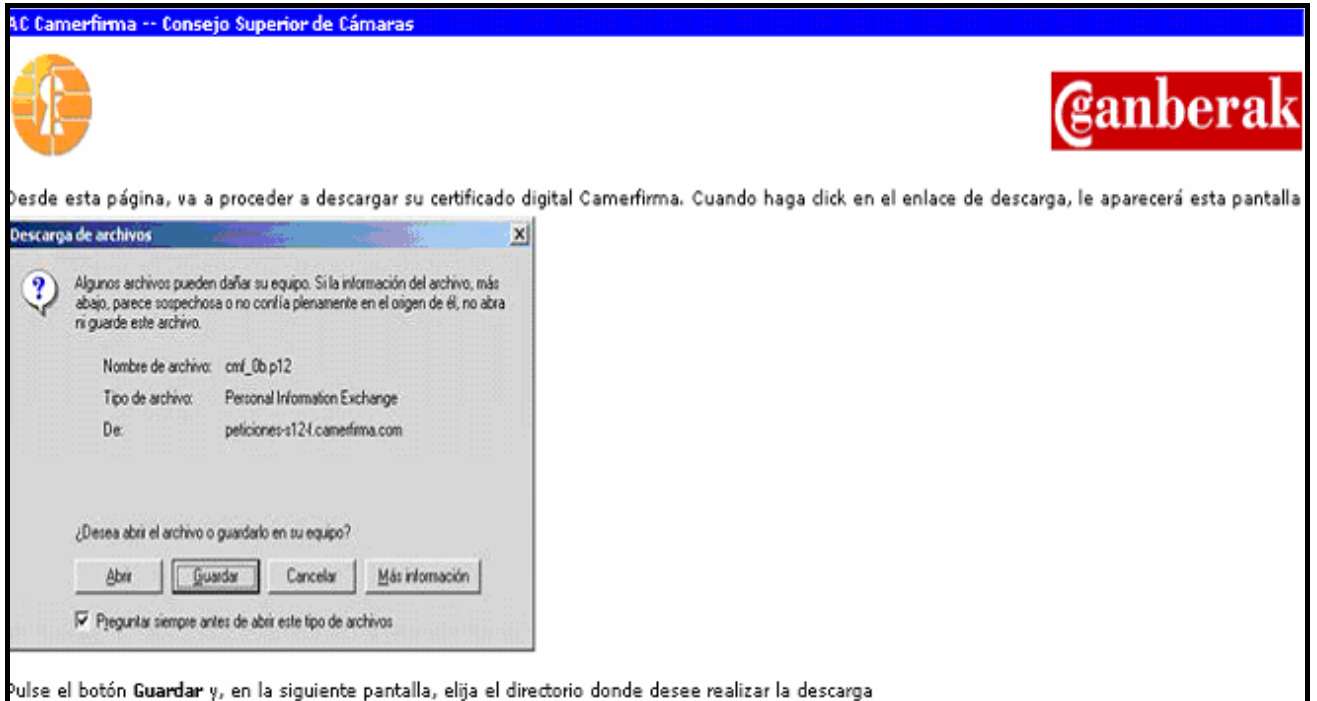 AC Camerfirma -- Consejo Superior de Cámaras
ganberak
Desde esta página, va a proceder a descargar su certificado digital Camerfirma. Cuando haga click en el enlace de descarga, le aparecerá esta pantalla
Descarga de archivos
Algunos archivos pueden dañar su equipo. Si la información del archivo, más
abajo, parece sospechosa o no confía plenamente en el origen de él, no abra
ni guarde este archivo.
Nombre de archivo: cmf_0b.p12
Tipo de archivo: Personal Information Exchange
De: peticiones-s124.camerfirma.com
¿Desea abrir el archivo o guardarlo en su equipo?
Abrir Guardar Cancelar Más información
Preguntar siempre antes de abrir este tipo de archivos
Pulse el botón Guardar y, en la siguiente pantalla, elija el directorio donde desee realizar la descarga